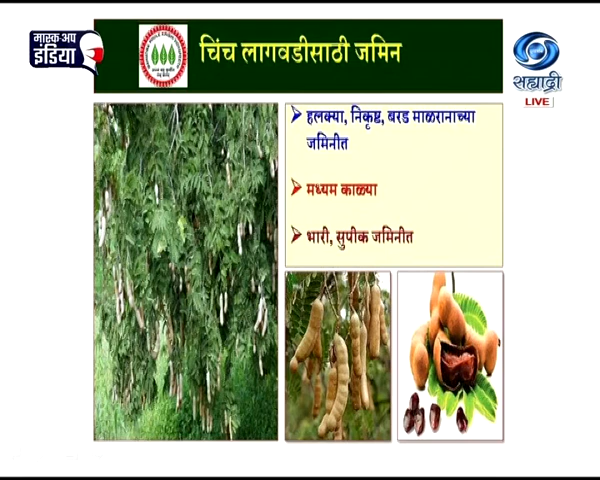 मास्क अप
इंडिया
चिंच लागवडीसाठी जमिन
सह्याद्री
LIVE
हलक्या, निकृष्ठ, बरड माळरानाच्या
जमिनीत
मध्यम काळ्या
भारी, सुपीक जमिनीत